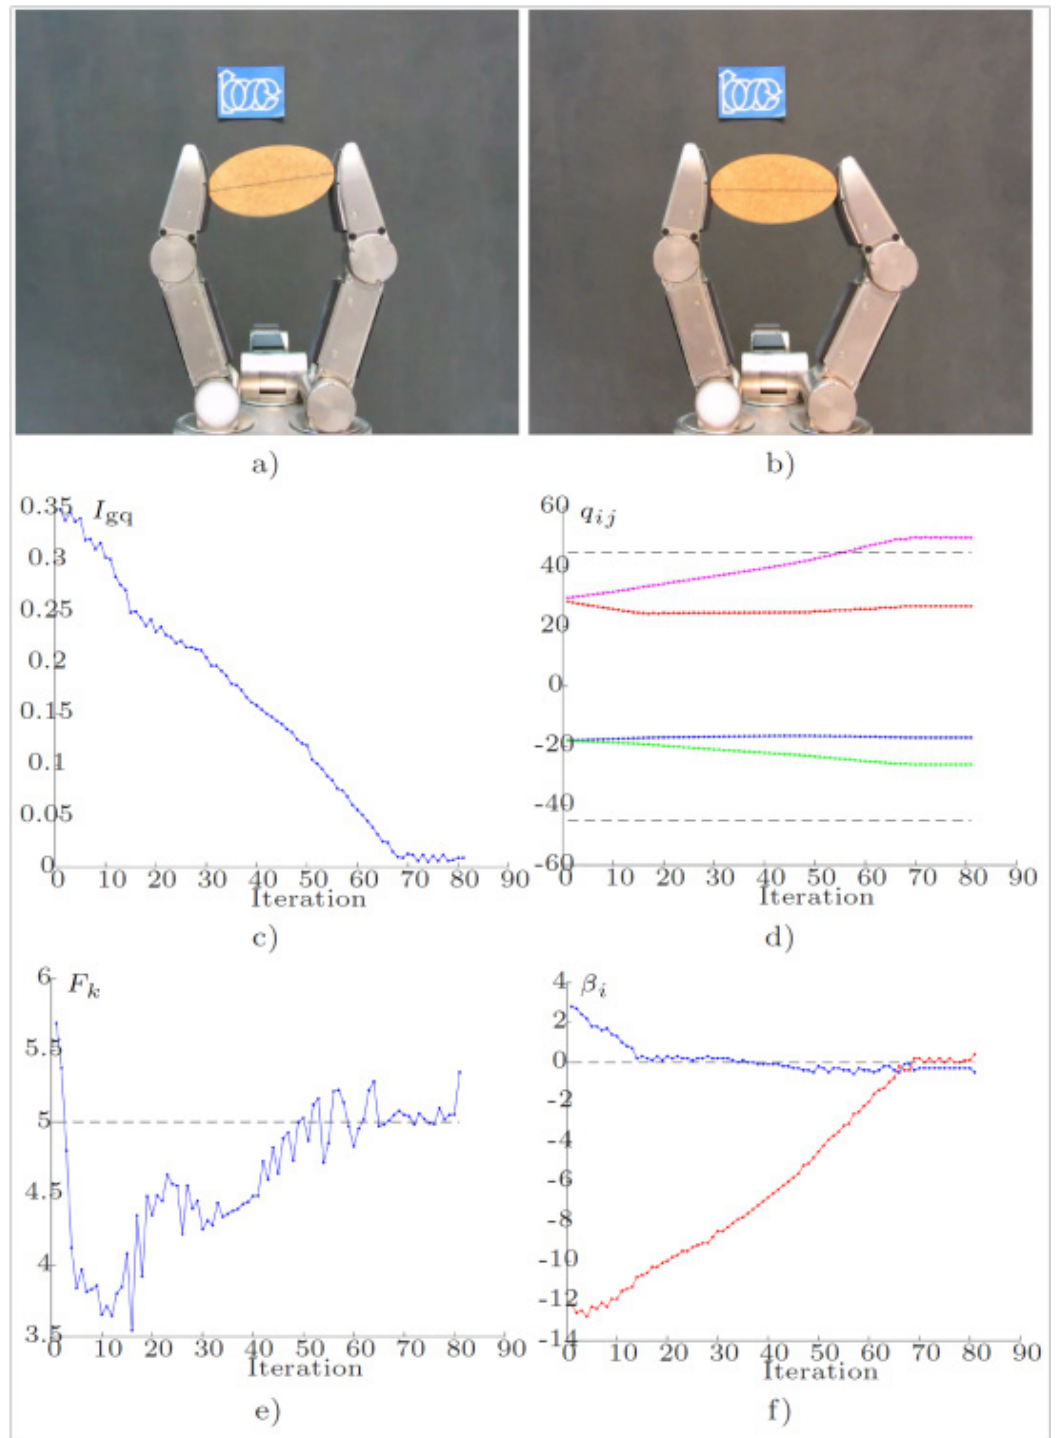 ioc
a)
b)
0.35
I_gq
0.3
0.25
0.2
0.15
0.1
0.05
0
0 10 20 30 40 50 60 70 80 90
Iteration
c)
60
q_ij
40
20
0
-20
-40
-60
0 10 20 30 40 50 60 70 80 90
Iteration
d)
6
F_k
5.5
5
4.5
4
3.5
0 10 20 30 40 50 60 70 80 90
Iteration
e)
4
β_i
2
0
-2
-4
-6
-8
-10
-12
-14
0 10 20 30 40 50 60 70 80 90
Iteration
f)